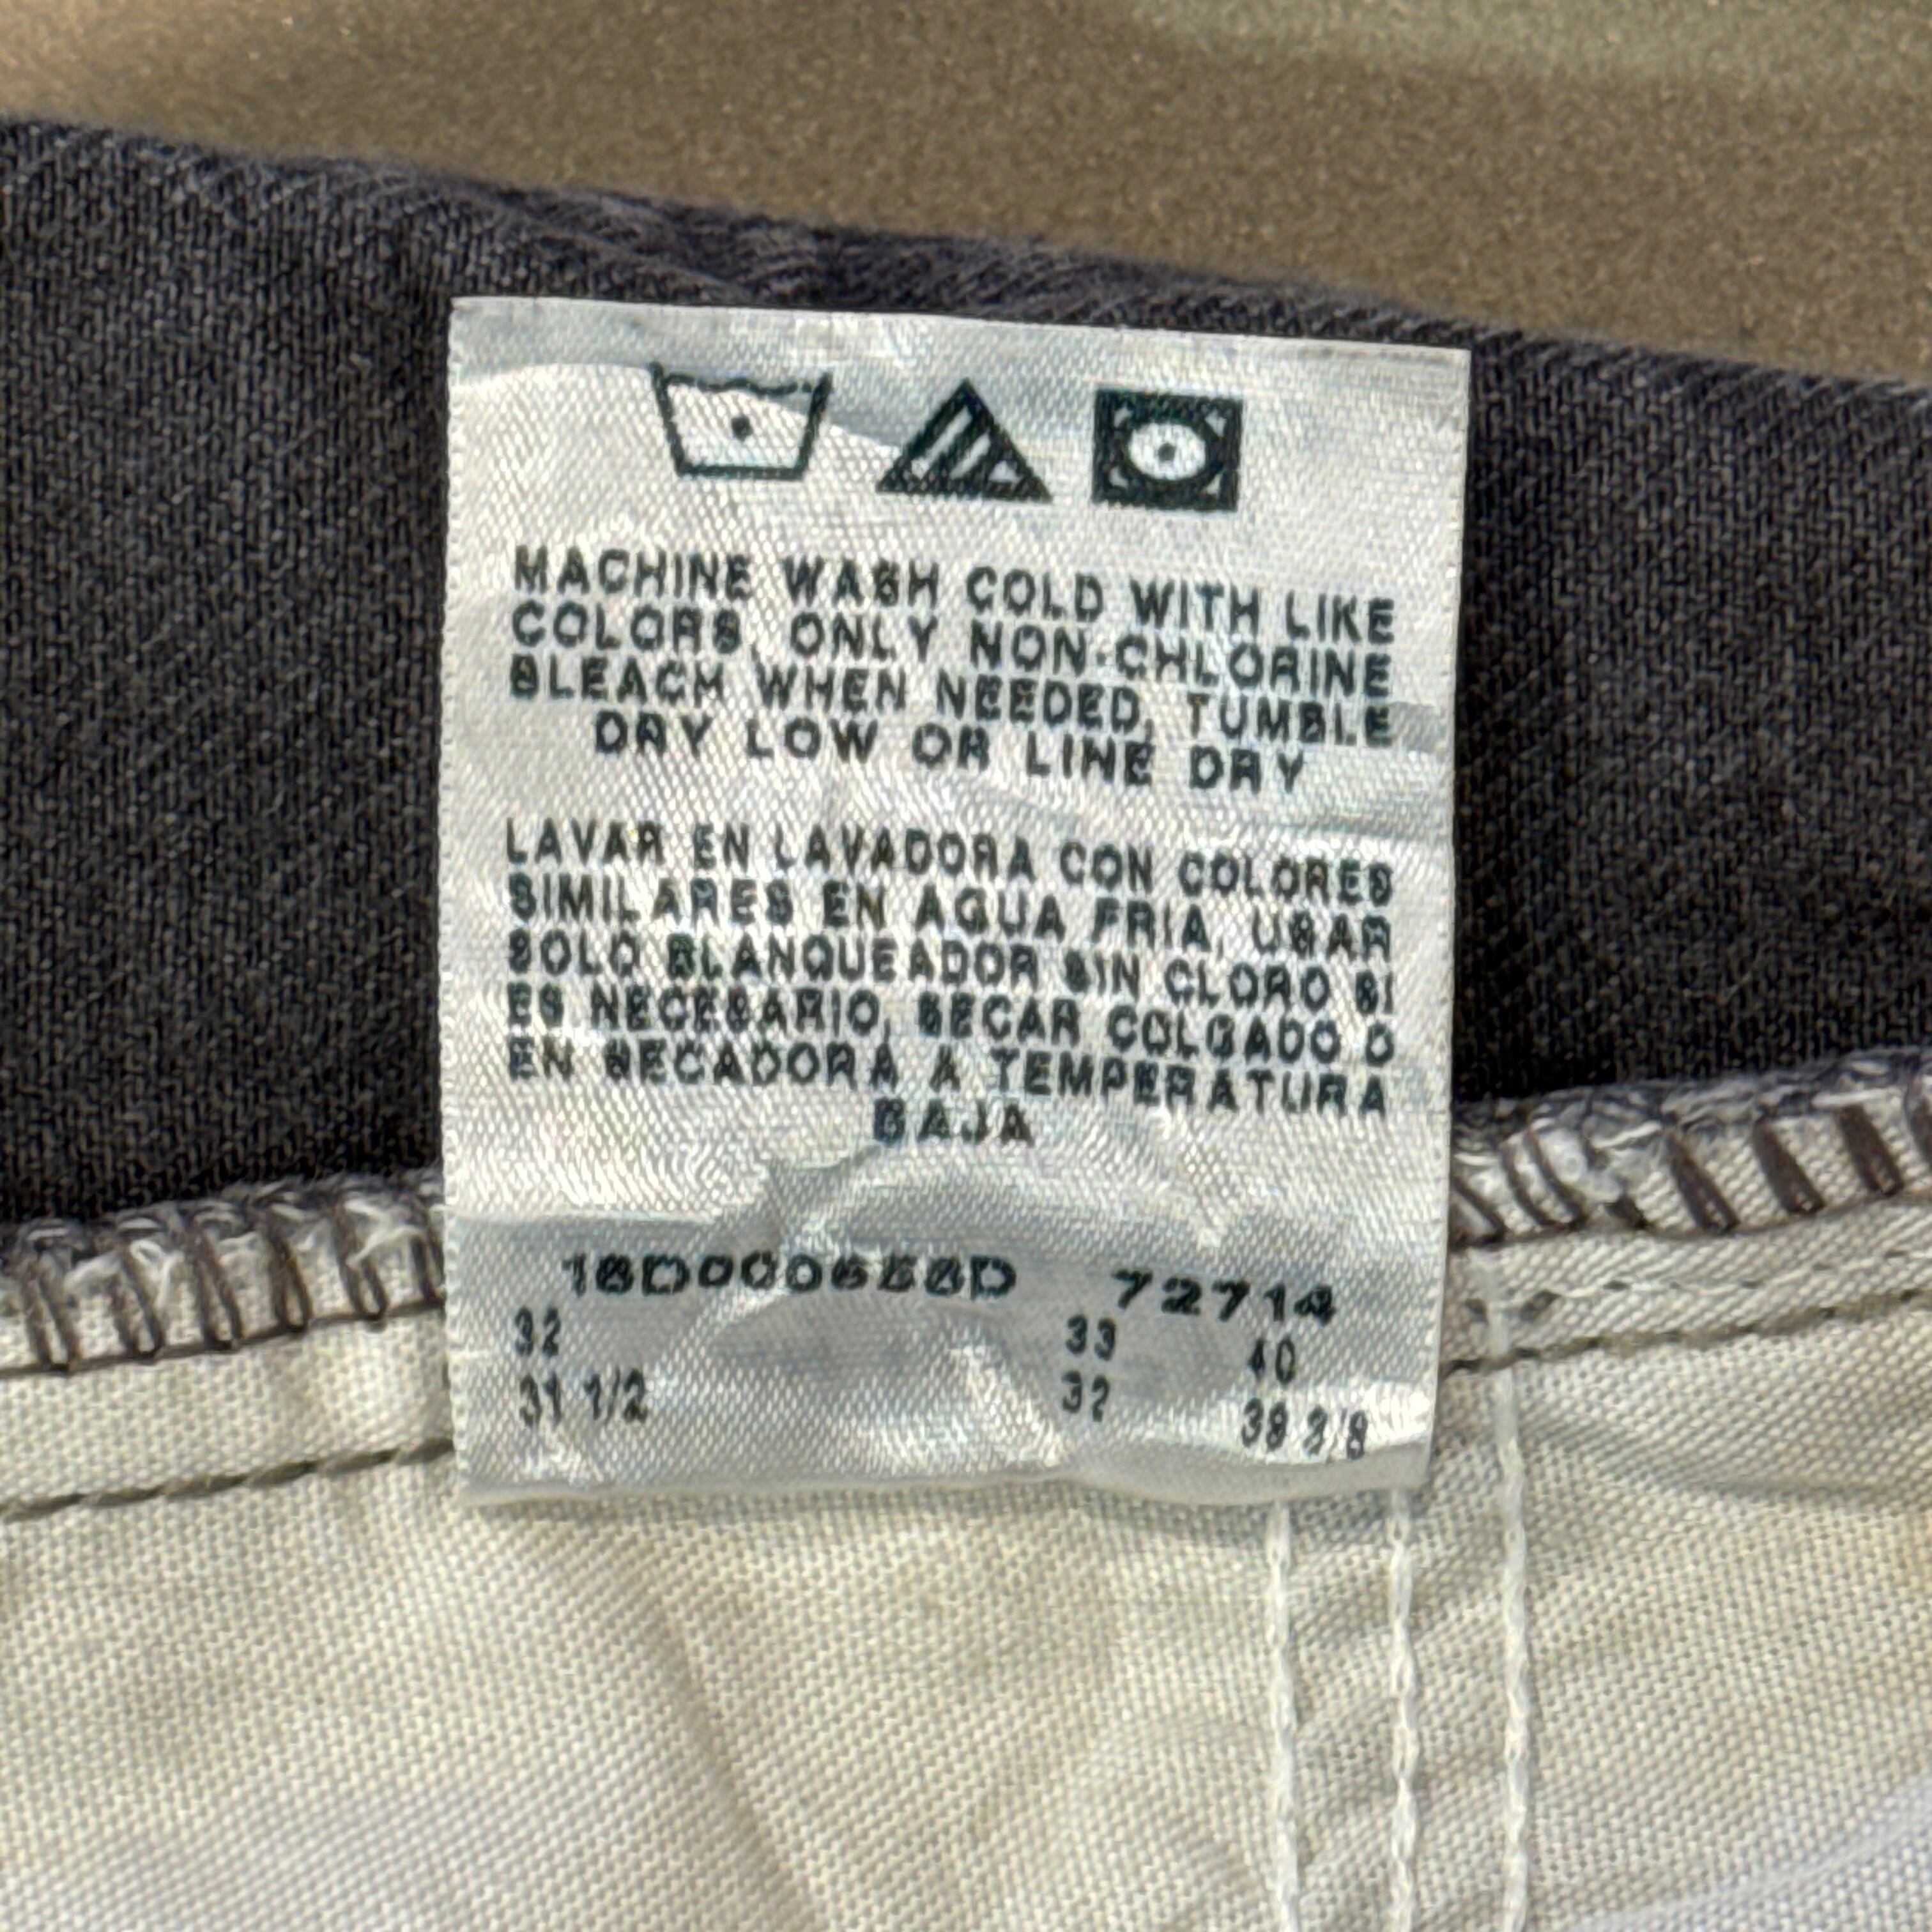 MACHINE WASH COLD WITH LIKE
COLORS, ONLY NON-CHLORINE
BLEACH WHEN NEEDED, TUMBLE
DRY LOW OR LINE DRY
LAVAR EN LAVADORA CON COLORES
SIMILARES EN AGUA FRIA, USAR
SOLO BLANQUEADOR SIN CLORO SI
ES NECESARIO, SECAR COLGADO O
EN SECADORA A TEMPERATURA
BAJA
72714
32 33 40
31 1/2 32